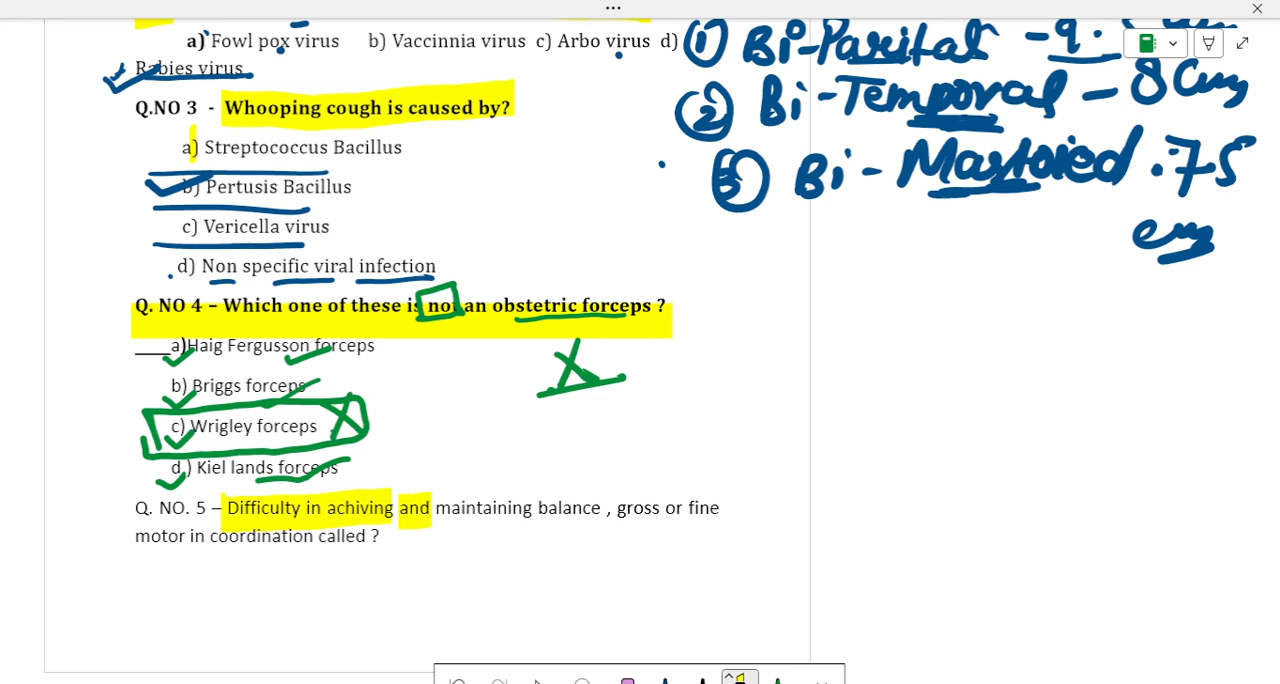 a) Fowl pox virus b) Vaccinnia virus c) Arbo virus d)
Rabies virus
Q.NO 3 - Whooping cough is caused by?
a) Streptococcus Bacillus
b) Pertusis Bacillus
c) Vericella virus
d) Non specific viral infection
Q. NO 4 – Which one of these is not an obstetric forceps ?
____a)Haig Fergusson forceps
b) Briggs forceps
c) Wrigley forceps
d.) Kiel lands forceps
Q. NO. 5 – Difficulty in achiving and maintaining balance , gross or fine
motor in coordination called ?
① Bi-Parital - 9.
② Bi-Temporal - 8 Cm
Bi - Mastoied . 75
cm